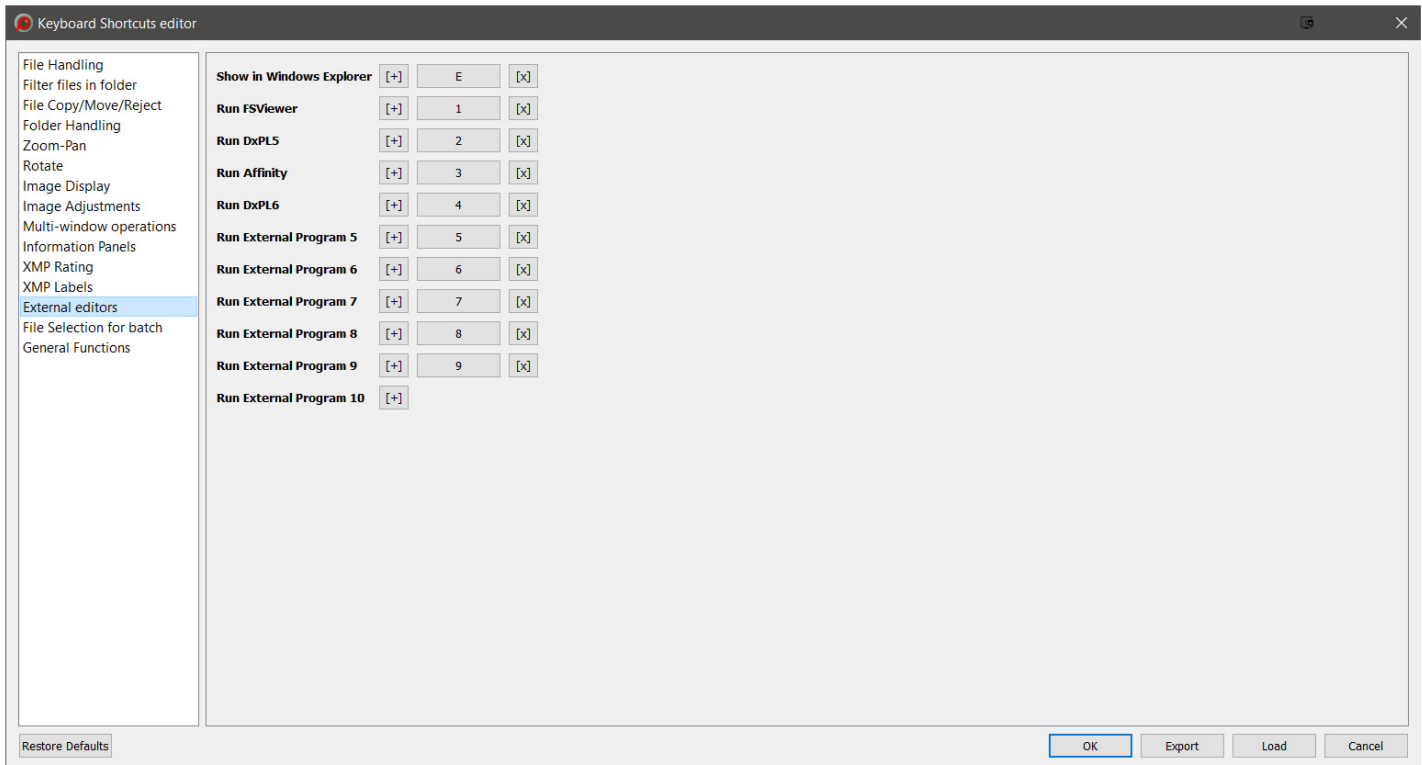 Keyboard Shortcuts editor
File Handling
Filter files in folder
File Copy/Move/Reject
Folder Handling
Zoom-Pan
Rotate
Image Display
Image Adjustments
Multi-window operations
Information Panels
XMP Rating
XMP Labels
External editors
File Selection for batch
General Functions
Show in Windows Explorer [+] E [x]
Run FSViewer [+] 1 [x]
Run DxPL5 [+] 2 [x]
Run Affinity [+] 3 [x]
Run DxPL6 [+] 4 [x]
Run External Program 5 [+] 5 [x]
Run External Program 6 [+] 6 [x]
Run External Program 7 [+] 7 [x]
Run External Program 8 [+] 8 [x]
Run External Program 9 [+] 9 [x]
Run External Program 10 [+]
Restore Defaults OK Export Load Cancel